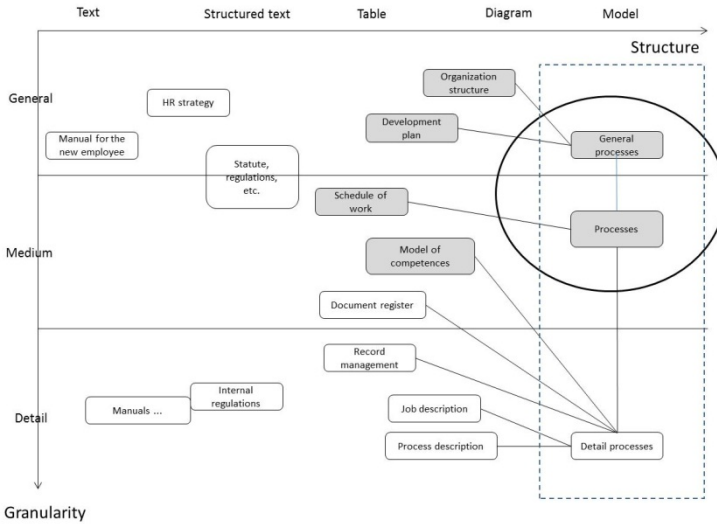 Text
Structured text
Table
Diagram
Model
Structure
General
Organization
structure
HR strategy
Development
plan
Manual for the
new employee
General
processes
Statute,
regulations,
etc.
Schedule of
work
Processes
Medium
Model of
competences
Document register
Record
management
Internal
regulations
Manuals ...
Job description
Detail
Process description
Detail processes
Granularity